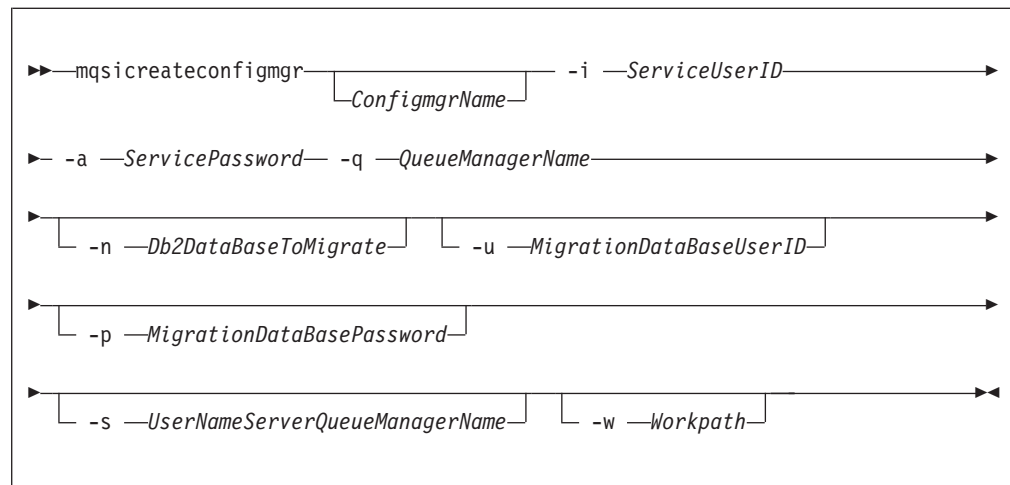 mqsicreateconfigmgr -i ServiceUserID
ConfigmgrName
-a ServicePassword -q QueueManagerName
-n Db2DataBaseToMigrate -u MigrationDataBaseUserID
-p MigrationDataBasePassword
-s UserNameServerQueueManagerName -w Workpath